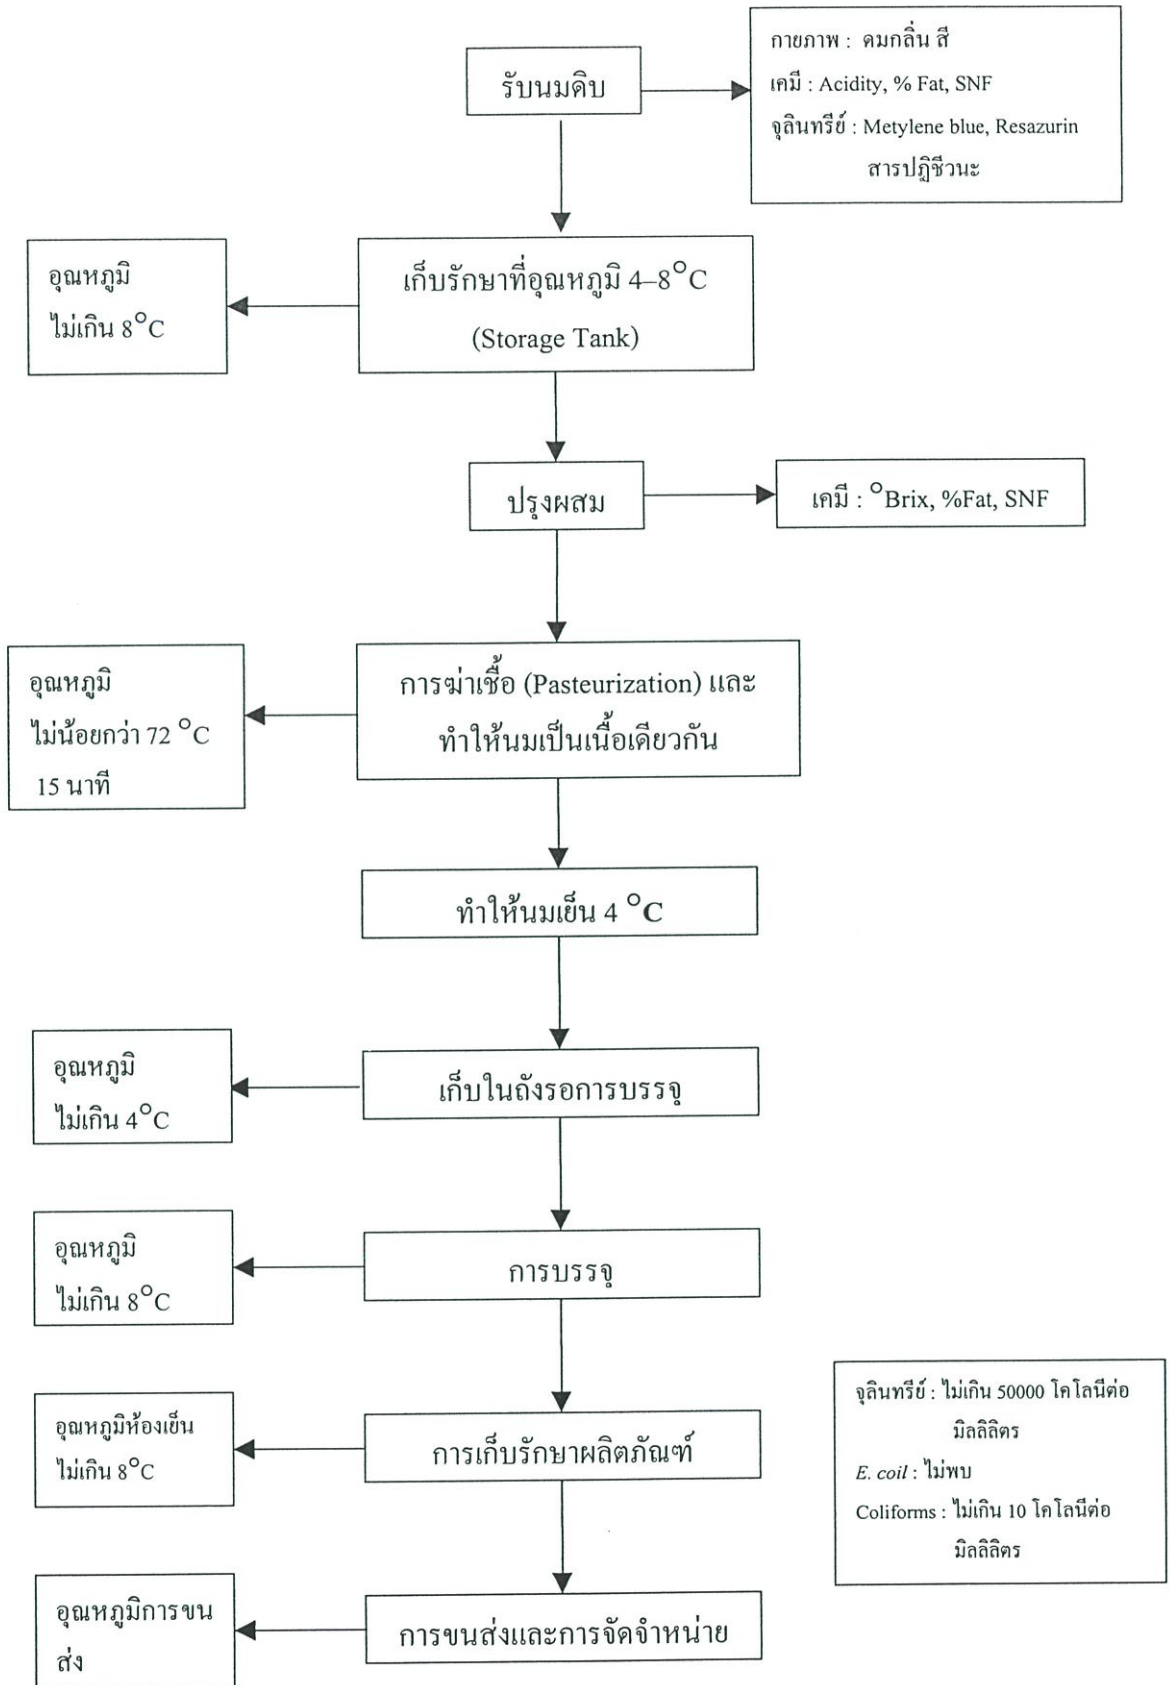 รับนมดิบ
กายภาพ : ดมกลิ่น สี
เคมี : Acidity, % Fat, SNF
จุลินทรีย์ : Metylene blue, Resazurin
สารปฏิชีวนะ
อุณหภูมิ
ไม่เกิน 8°C
เก็บรักษาที่อุณหภูมิ 4–8°C
(Storage Tank)
ปรุงผสม
เคมี : °Brix, %Fat, SNF
อุณหภูมิ
ไม่น้อยกว่า 72 °C
15 นาที
การฆ่าเชื้อ (Pasteurization) และ
ทำให้นมเป็นเนื้อเดียวกัน
ทำให้นมเย็น 4 °C
อุณหภูมิ
ไม่เกิน 4°C
เก็บในถังรอการบรรจุ
อุณหภูมิ
ไม่เกิน 8°C
การบรรจุ
อุณหภูมิห้องเย็น
ไม่เกิน 8°C
การเก็บรักษาผลิตภัณฑ์
จุลินทรีย์ : ไม่เกิน 50000 โคโลนีต่อ
มิลลิลิตร
E. coil : ไม่พบ
Coliforms : ไม่เกิน 10 โคโลนีต่อ
มิลลิลิตร
อุณหภูมิการขน
ส่ง
การขนส่งและการจัดจำหน่าย